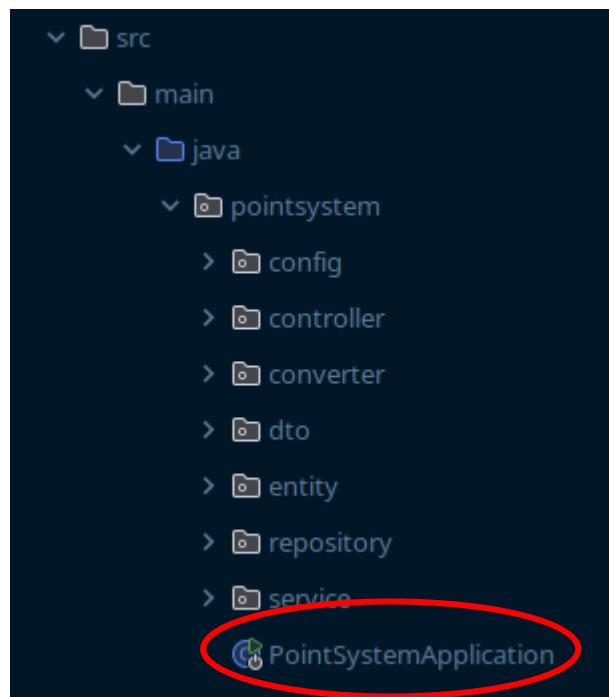 src
main
java
pointsystem
config
controller
converter
dto
entity
repository
service
PointSystemApplication